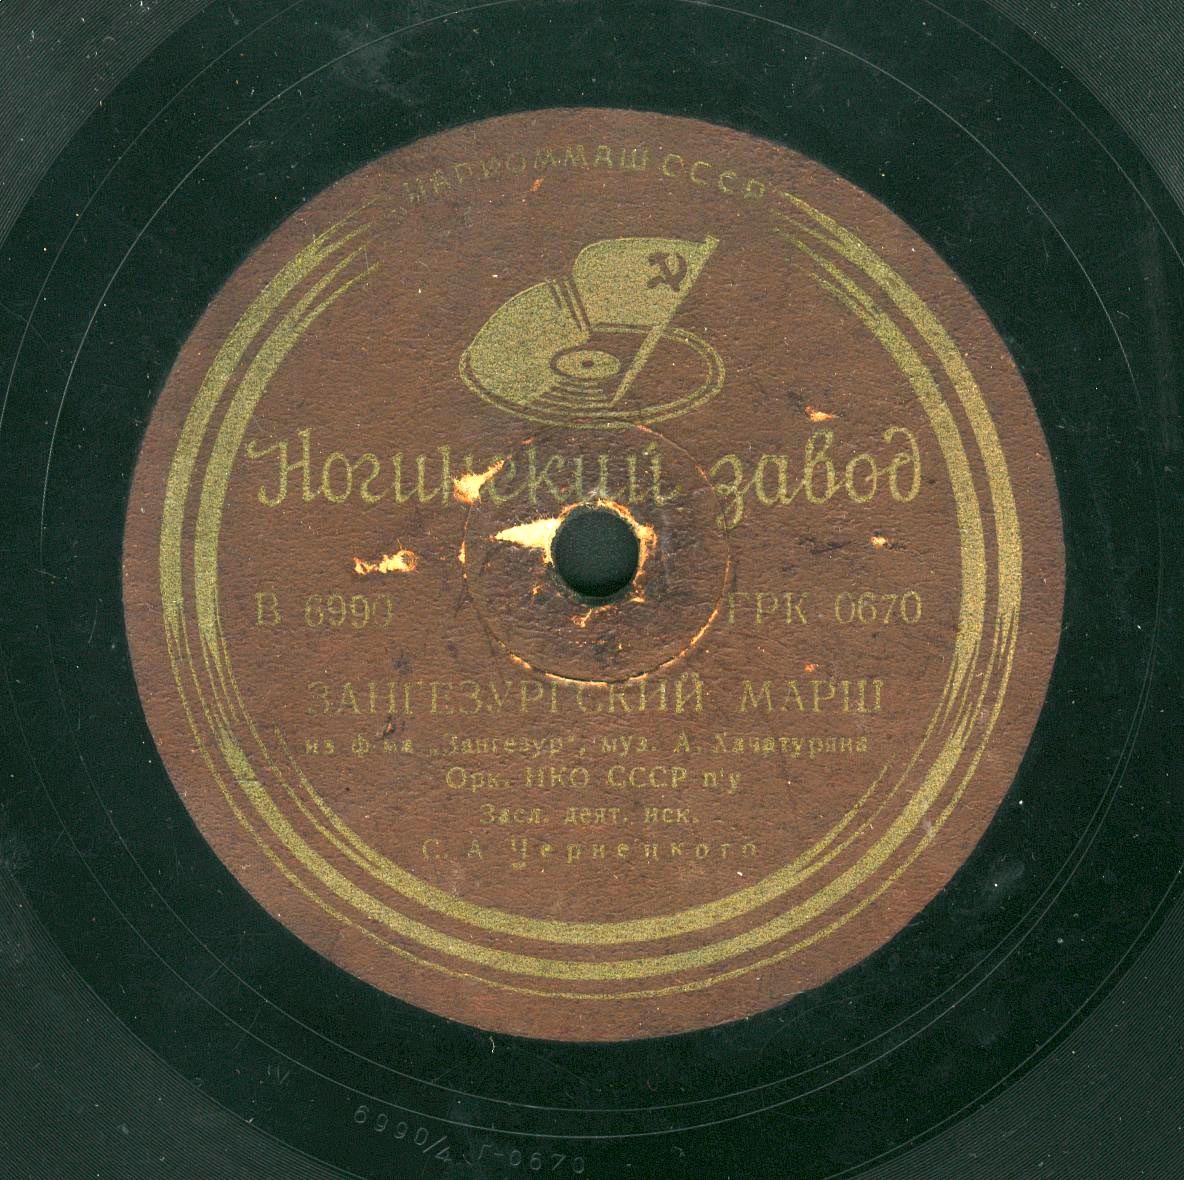 НАРКОММАШ СССР
Ногинский завод
В 6990 ГРК 0670
ЗАНГЕЗУРГСКИЙ МАРШ
из ф-ма „Зангезур“, муз. А. Хачатуряна
Орк. НКО СССР п/у
Засл. деят. иск.
С. А Чернецкого
6990/4 Г-0670